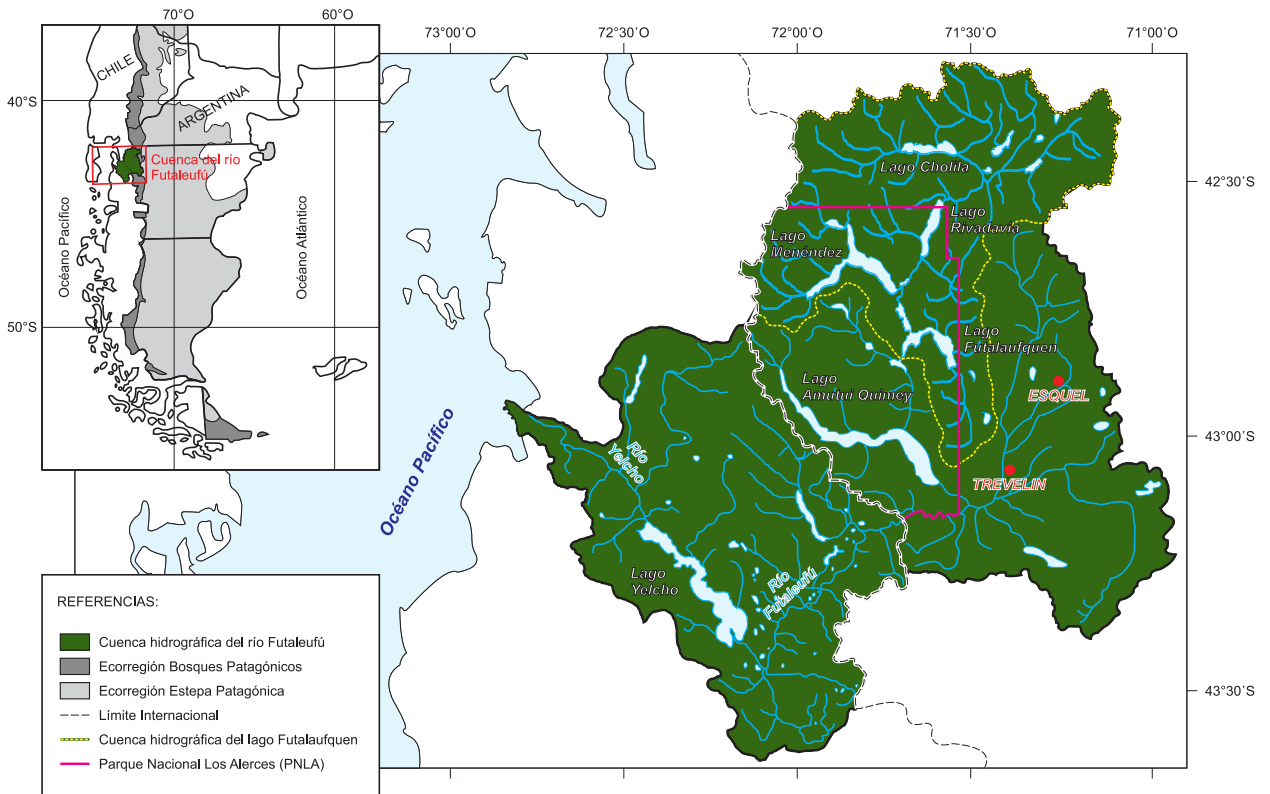 70°O
60°O
CHILE
ARGENTINA
40°S
Cuenca del río
Futaleufú
Océano Pacífico
Océano Atlántico
50°S
73°00'O
72°30'O
72°00'O
71°30'O
71°00'O
42°30'S
43°00'S
43°30'S
Lago Cholila
Lago
Rivadavia
Lago
Menéndez
Lago
Futalaufquen
Lago
Amutui Quimey
ESQUEL
TREVELIN
Océano Pacífico
Río
Yelcho
Lago
Yelcho
Río
Futaleufú
REFERENCIAS:
Cuenca hidrográfica del río Futaleufú
Ecorregión Bosques Patagónicos
Ecorregión Estepa Patagónica
Límite Internacional
Cuenca hidrográfica del lago Futalaufquen
Parque Nacional Los Alerces (PNLA)